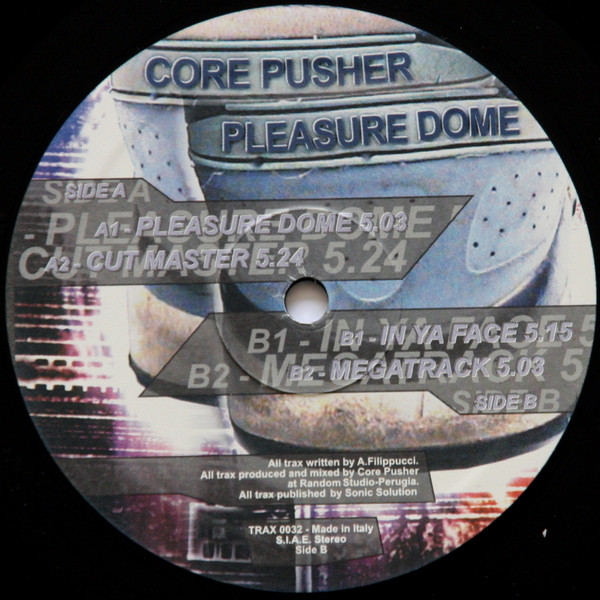 CORE PUSHER
PLEASURE DOME
SIDE A
A1 - PLEASURE DOME 5.03
A2 - CUT MASTER 5.24
B1 - IN YA FACE 5.15
B2 - MEGATRACK 5.03
SIDE B
All trax written by A.Filippucci.
All trax produced and mixed by Core Pusher
at Random Studio-Perugia.
All trax published by Sonic Solution
TRAX 0032 - Made in Italy
S.I.A.E. Stereo
Side B